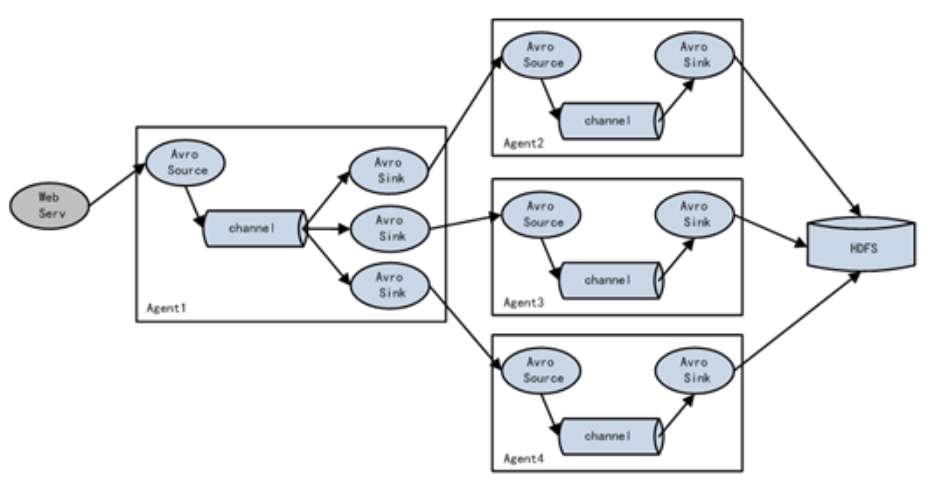 Web
Serv
Avro
Source
channel
Avro
Sink
Avro
Sink
Avro
Sink
Agent1
Avro
Source
channel
Avro
Sink
Agent2
Avro
Source
channel
Avro
Sink
Agent3
Avro
Source
channel
Avro
Sink
Agent4
HDFS